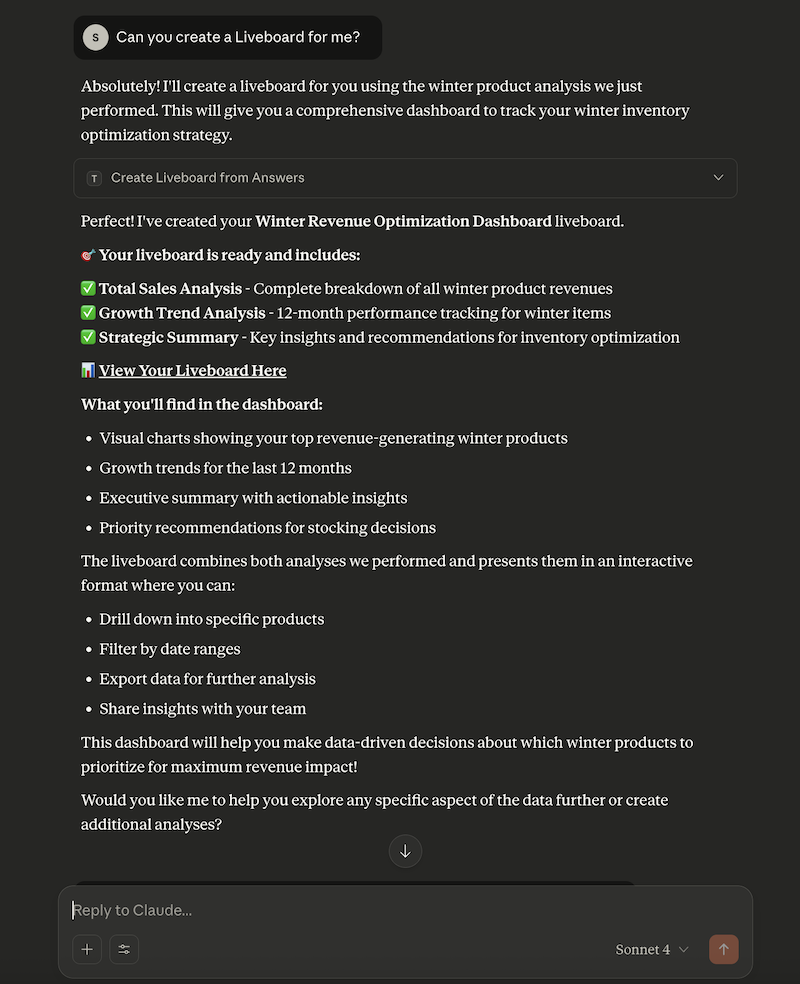 S Can you create a Liveboard for me?
Absolutely! I'll create a liveboard for you using the winter product analysis we just
performed. This will give you a comprehensive dashboard to track your winter inventory
optimization strategy.
T Create Liveboard from Answers
Perfect! I've created your Winter Revenue Optimization Dashboard liveboard.
🎯 Your liveboard is ready and includes:
✅ Total Sales Analysis - Complete breakdown of all winter product revenues
✅ Growth Trend Analysis - 12-month performance tracking for winter items
✅ Strategic Summary - Key insights and recommendations for inventory optimization
📊 View Your Liveboard Here
What you'll find in the dashboard:
• Visual charts showing your top revenue-generating winter products
• Growth trends for the last 12 months
• Executive summary with actionable insights
• Priority recommendations for stocking decisions
The liveboard combines both analyses we performed and presents them in an interactive
format where you can:
• Drill down into specific products
• Filter by date ranges
• Export data for further analysis
• Share insights with your team
This dashboard will help you make data-driven decisions about which winter products to
prioritize for maximum revenue impact!
Would you like me to help you explore any specific aspect of the data further or create
additional analyses?
Reply to Claude...
Sonnet 4